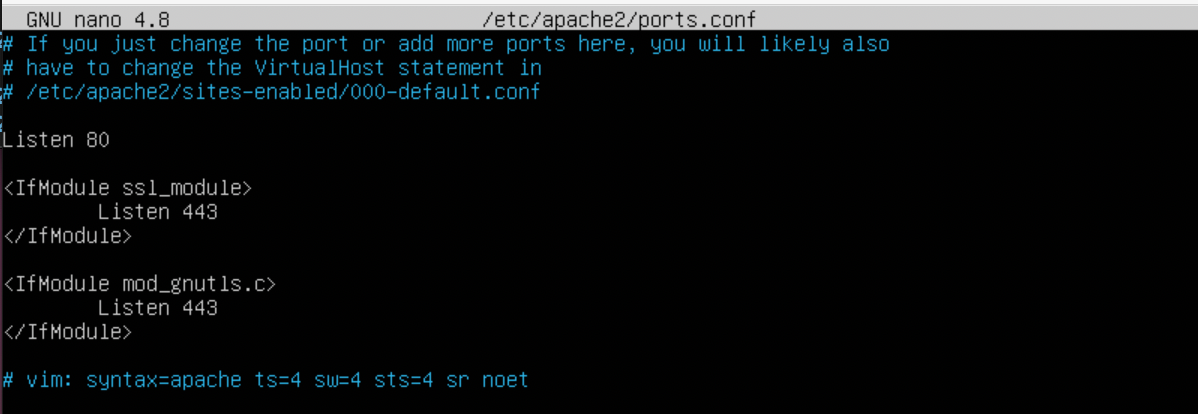 GNU nano 4.8 /etc/apache2/ports.conf
# If you just change the port or add more ports here, you will likely also
# have to change the VirtualHost statement in
# /etc/apache2/sites-enabled/000-default.conf
Listen 80
<IfModule ssl_module>
Listen 443
</IfModule>
<IfModule mod_gnutls.c>
Listen 443
</IfModule>
# vim: syntax=apache ts=4 sw=4 sts=4 sr noet